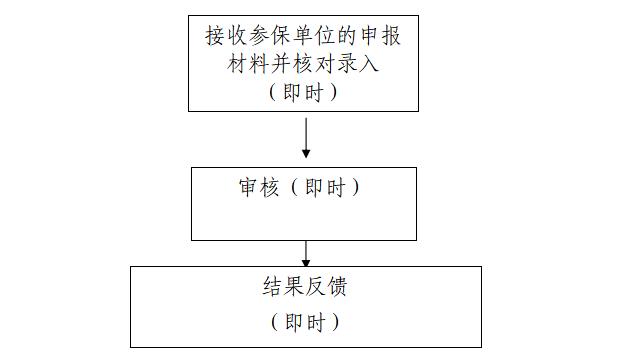 接收参保单位的申报
材料并核对录入
（即时）
审核（即时）
结果反馈
（即时）